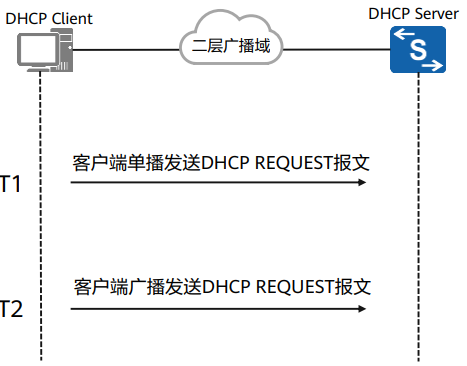 DHCP Client
DHCP Server
二层广播域
S
客户端单播发送DHCP REQUEST报文
T1
客户端广播发送DHCP REQUEST报文
T2